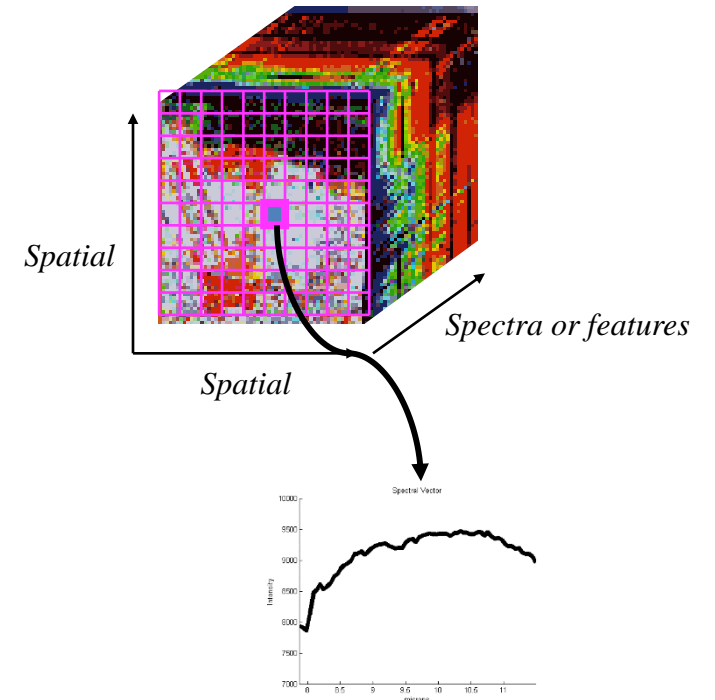 Spatial
Spectra or features
Spatial
Spectral Vector
10000
9500
9000
8500
8000
7500
7000
Intensity
8 8.5 9 9.5 10 10.5 11
microns